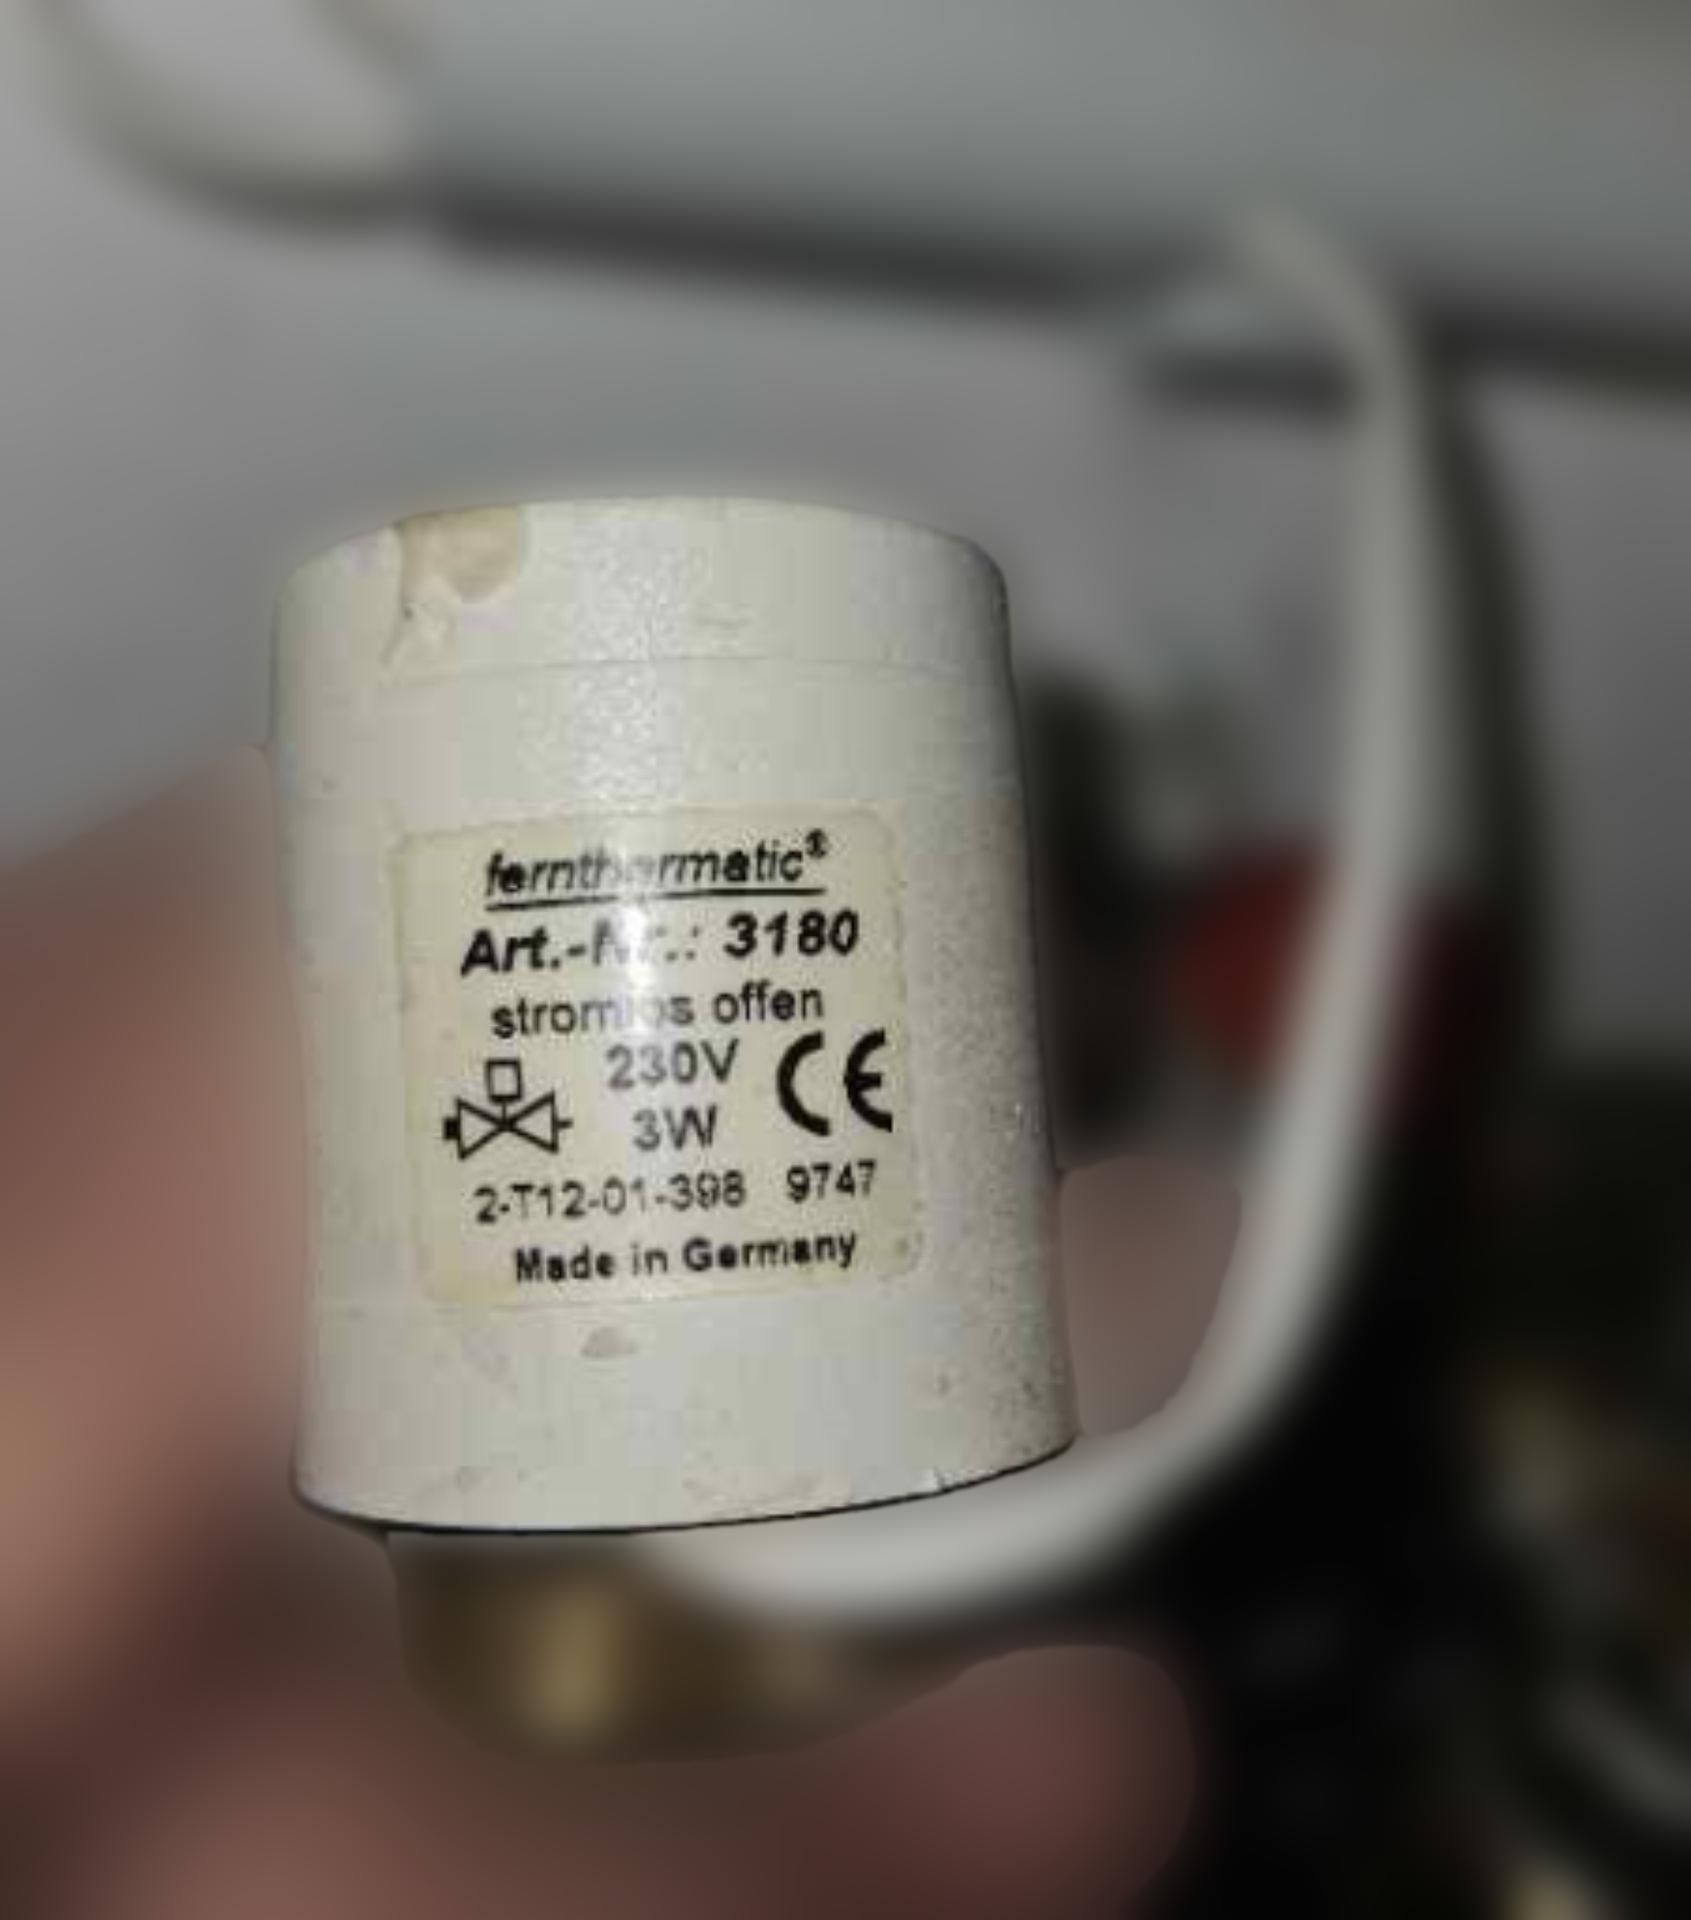 fernthermatic®
Art.-Nr.: 3180
stromlos offen
230V
3W
CE
2-T12-01-398 9747
Made in Germany